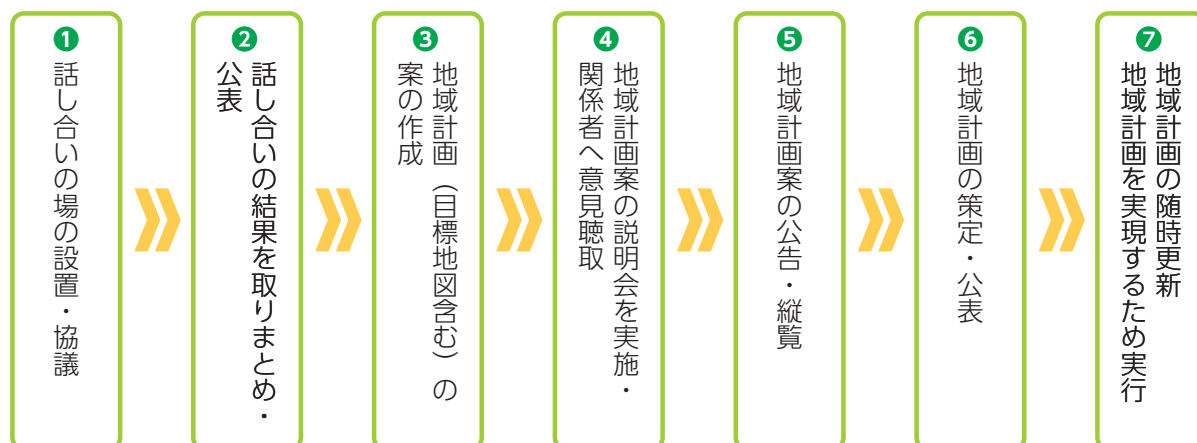 ❶
話し合いの場の設置・協議
❷
話し合いの結果を取りまとめ・
公表
❸
地域計画（目標地図含む）の
案の作成
❹
地域計画案の説明会を実施・
関係者へ意見聴取
❺
地域計画案の公告・縦覧
❻
地域計画の策定・公表
❼
地域計画の随時更新
地域計画を実現するため実行